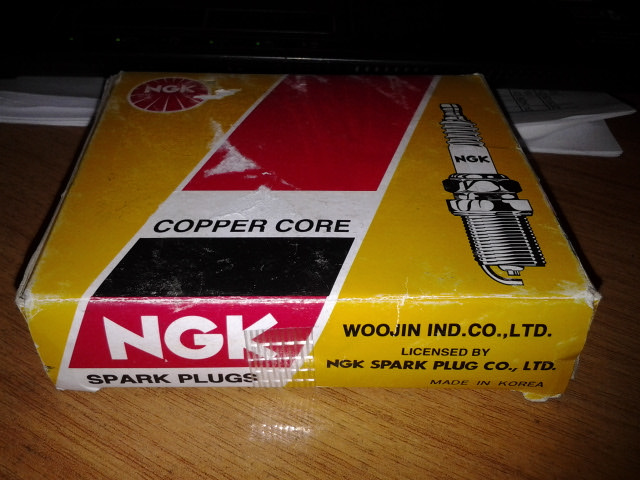 NGK
NGK
COPPER CORE
NGK
SPARK PLUGS
WOOJIN IND.CO.,LTD.
LICENSED BY
NGK SPARK PLUG CO., LTD.
MADE IN KOREA